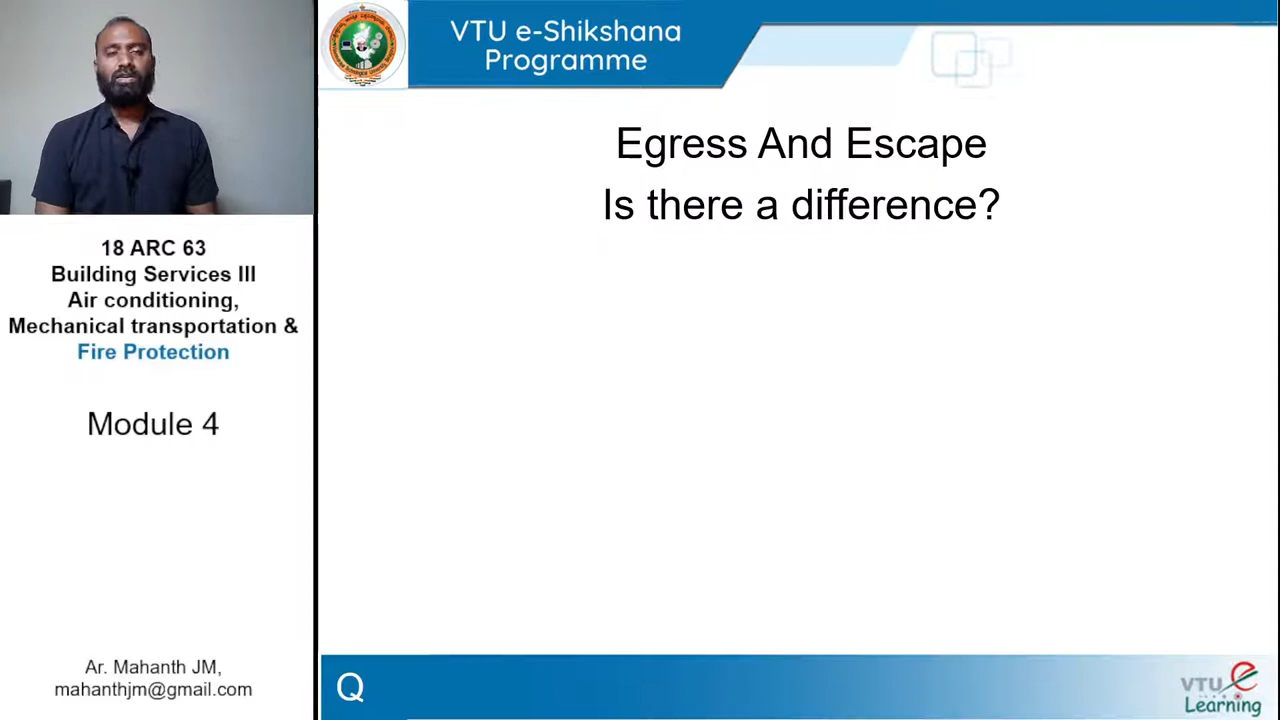 VTU e-Shikshana
Programme
Egress And Escape
Is there a difference?
18 ARC 63
Building Services III
Air conditioning,
Mechanical transportation &
Fire Protection
Module 4
Ar. Mahanth JM,
mahanthjm@gmail.com
Q
VTU e
Learning